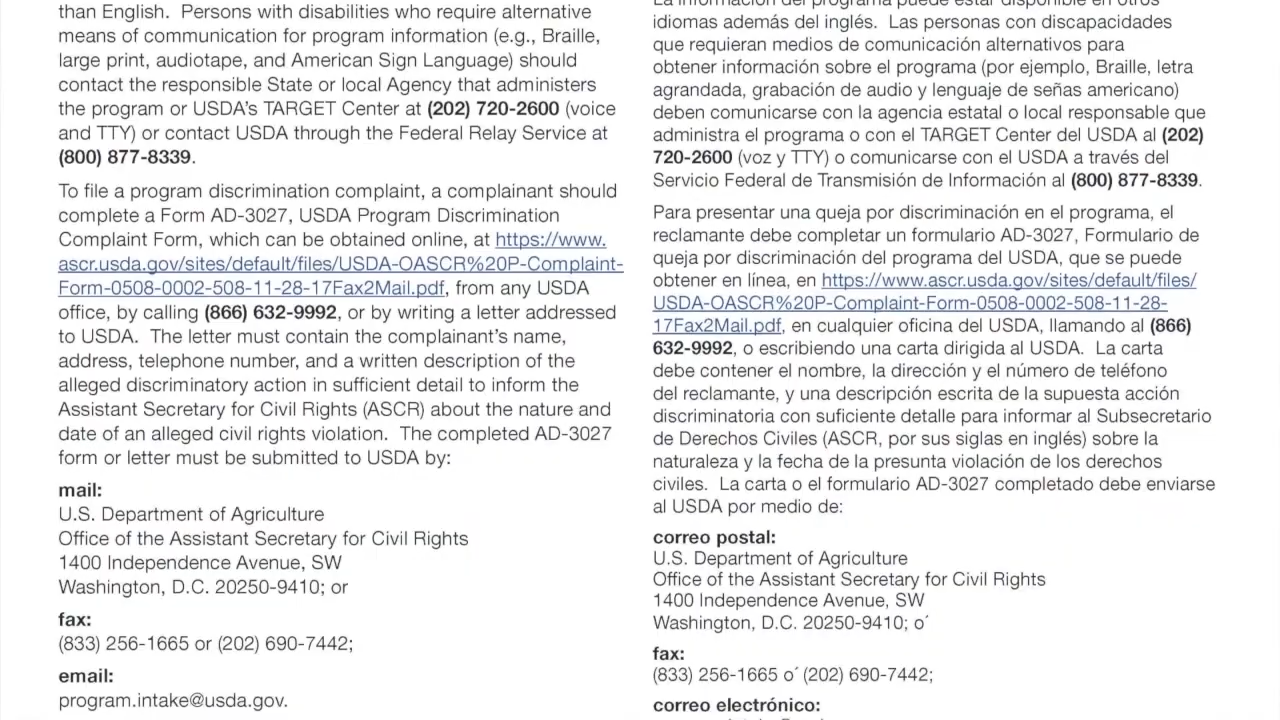 than English.  Persons with disabilities who require alternative
means of communication for program information (e.g., Braille,
large print, audiotape, and American Sign Language) should
contact the responsible State or local Agency that administers
the program or USDA's TARGET Center at (202) 720-2600 (voice
and TTY) or contact USDA through the Federal Relay Service at
(800) 877-8339.
To file a program discrimination complaint, a complainant should
complete a Form AD-3027, USDA Program Discrimination
Complaint Form, which can be obtained online, at https://www.
ascr.usda.gov/sites/default/files/USDA-OASCR%20P-Complaint-
Form-0508-0002-508-11-28-17Fax2Mail.pdf, from any USDA
office, by calling (866) 632-9992, or by writing a letter addressed
to USDA.  The letter must contain the complainant's name,
address, telephone number, and a written description of the
alleged discriminatory action in sufficient detail to inform the
Assistant Secretary for Civil Rights (ASCR) about the nature and
date of an alleged civil rights violation.  The completed AD-3027
form or letter must be submitted to USDA by:
mail:
U.S. Department of Agriculture
Office of the Assistant Secretary for Civil Rights
1400 Independence Avenue, SW
Washington, D.C. 20250-9410; or
fax:
(833) 256-1665 or (202) 690-7442;
email:
program.intake@usda.gov.
La información del programa puede estar disponible en otros
idiomas además del inglés.  Las personas con discapacidades
que requieran medios de comunicación alternativos para
obtener información sobre el programa (por ejemplo, Braille, letra
agrandada, grabación de audio y lenguaje de señas americano)
deben comunicarse con la agencia estatal o local responsable que
administra el programa o con el TARGET Center del USDA al (202)
720-2600 (voz y TTY) o comunicarse con el USDA a través del
Servicio Federal de Transmisión de Información al (800) 877-8339.
Para presentar una queja por discriminación en el programa, el
reclamante debe completar un formulario AD-3027, Formulario de
queja por discriminación del programa del USDA, que se puede
obtener en línea, en https://www.ascr.usda.gov/sites/default/files/
USDA-OASCR%20P-Complaint-Form-0508-0002-508-11-28-
17Fax2Mail.pdf, en cualquier oficina del USDA, llamando al (866)
632-9992, o escribiendo una carta dirigida al USDA.  La carta
debe contener el nombre, la dirección y el número de teléfono
del reclamante, y una descripción escrita de la supuesta acción
discriminatoria con suficiente detalle para informar al Subsecretario
de Derechos Civiles (ASCR, por sus siglas en inglés) sobre la
naturaleza y la fecha de la presunta violación de los derechos
civiles.  La carta o el formulario AD-3027 completado debe enviarse
al USDA por medio de:
correo postal:
U.S. Department of Agriculture
Office of the Assistant Secretary for Civil Rights
1400 Independence Avenue, SW
Washington, D.C. 20250-9410; o´
fax:
(833) 256-1665 o´ (202) 690-7442;
correo electrónico: